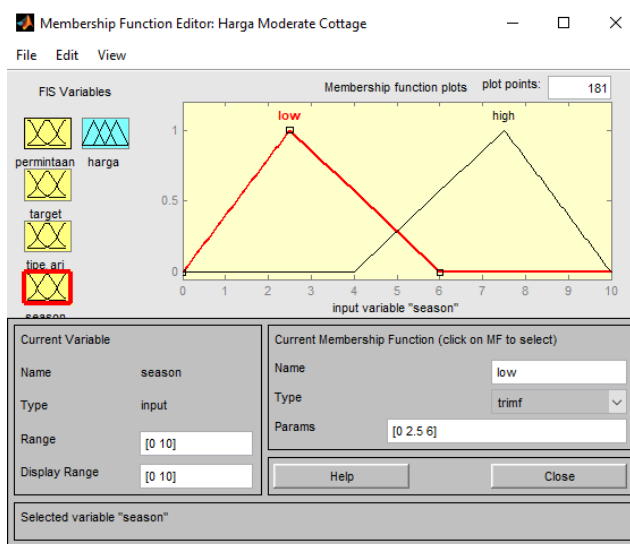 Membership Function Editor: Harga Moderate Cottage
File Edit View
FIS Variables
Membership function plots
plot points:
181
permintaan
harga
target
tipe_ari
season
low
high
1
0.5
0
0 1 2 3 4 5 6 7 8 9 10
input variable "season"
Current Variable
Name season
Type input
Range [0 10]
Display Range [0 10]
Current Membership Function (click on MF to select)
Name low
Type trimf
Params [0 2.5 6]
Help
Close
Selected variable "season"